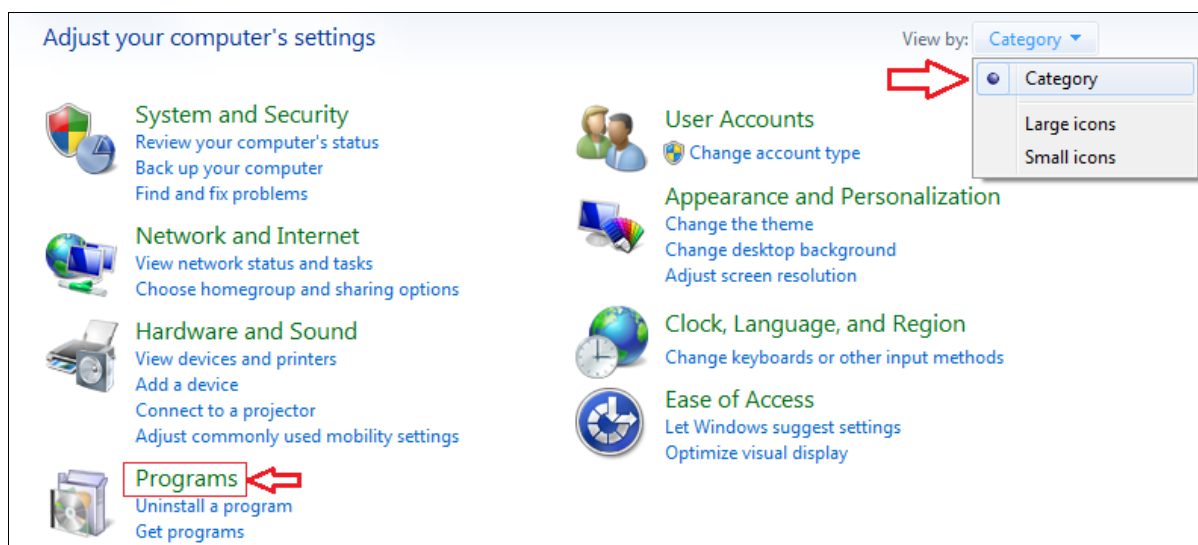 Adjust your computer's settings
View by: Category
Category
Large icons
Small icons
System and Security
Review your computer's status
Back up your computer
Find and fix problems
Network and Internet
View network status and tasks
Choose homegroup and sharing options
Hardware and Sound
View devices and printers
Add a device
Connect to a projector
Adjust commonly used mobility settings
Programs
Uninstall a program
Get programs
User Accounts
Change account type
Appearance and Personalization
Change the theme
Change desktop background
Adjust screen resolution
Clock, Language, and Region
Change keyboards or other input methods
Ease of Access
Let Windows suggest settings
Optimize visual display